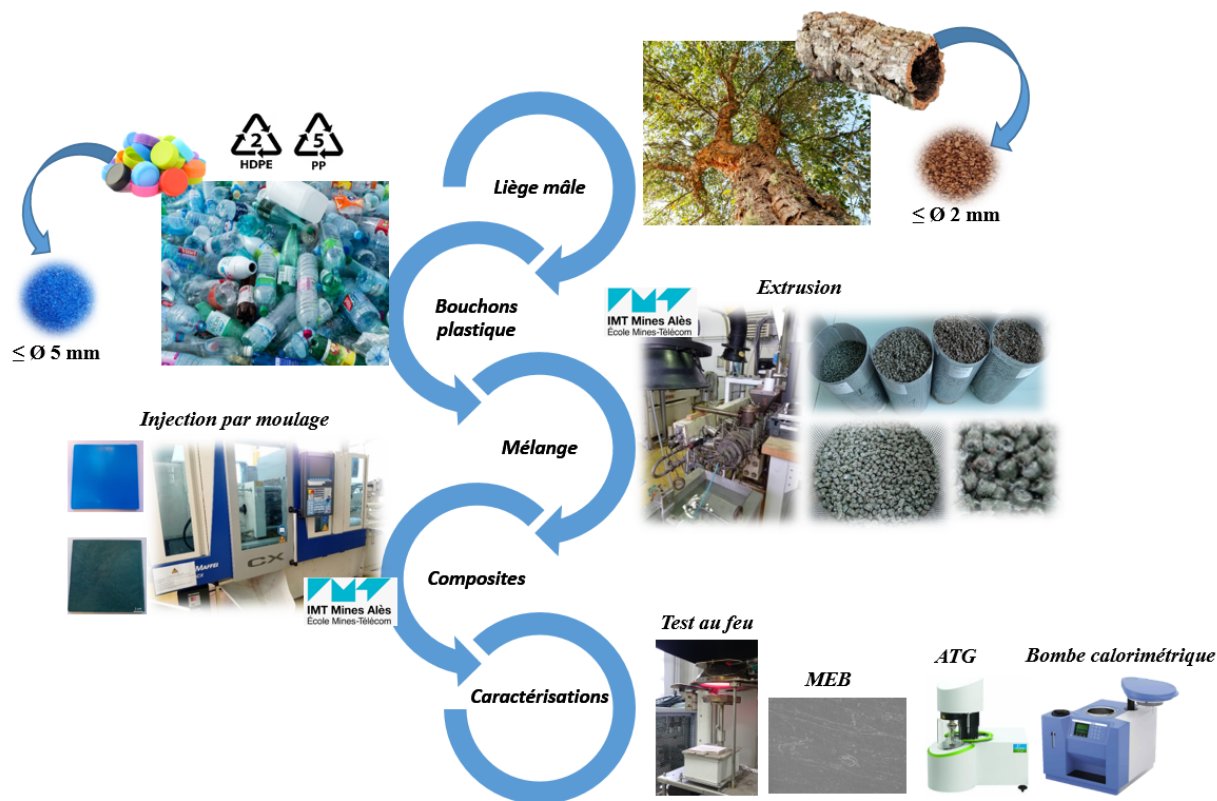 2
HDPE
5
PP
Liège mâle
≤ Ø 2 mm
≤ Ø 5 mm
Bouchons
plastique
IMT Mines Alès
École Mines-Télécom
Extrusion
Injection par moulage
Mélange
CX
IMT Mines Alès
École Mines-Télécom
Composites
Caractérisations
Test au feu
MEB
ATG
Bombe calorimétrique